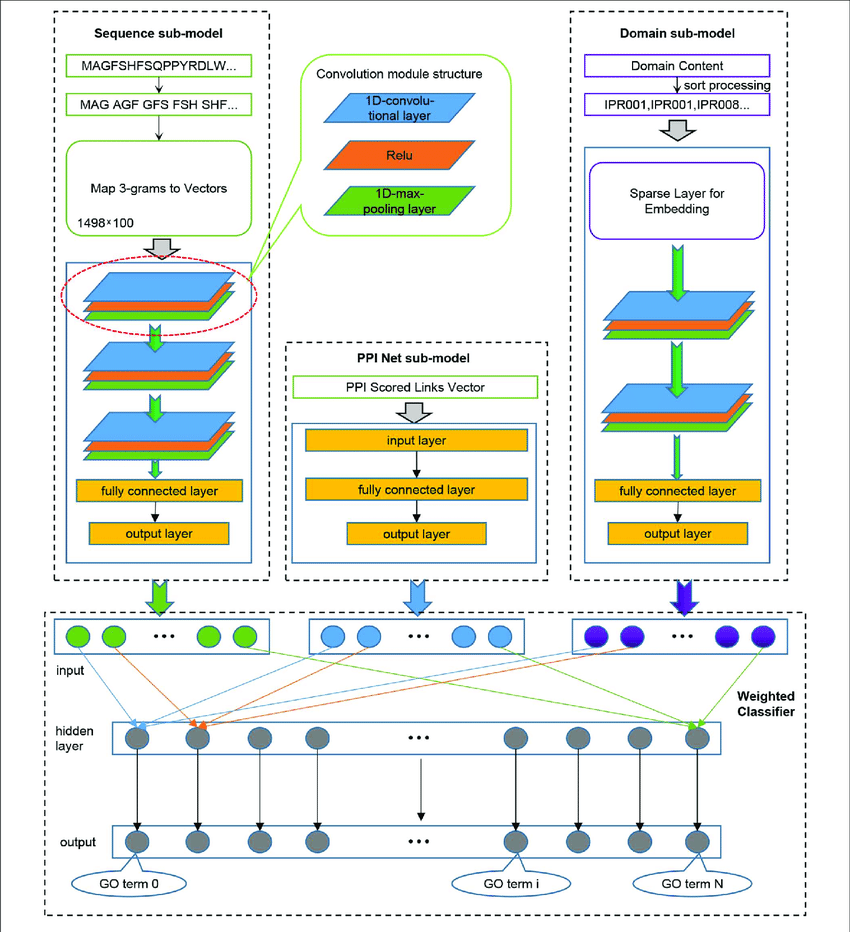 Sequence sub-model
MAGFSHFSQPPYRDLW...
MAG AGF GFS FSH SHF...
Map 3-grams to Vectors
1498×100
fully connected layer
output layer
Convolution module structure
1D-convolu-
tional layer
Relu
1D-max-
pooling layer
PPI Net sub-model
PPI Scored Links Vector
input layer
fully connected layer
output layer
Domain sub-model
Domain Content
sort processing
IPR001,IPR001,IPR008...
Sparse Layer for
Embedding
fully connected layer
output layer
...
...
...
input
Weighted
Classifier
hidden
layer
...
output
...
GO term 0
GO term i
GO term N